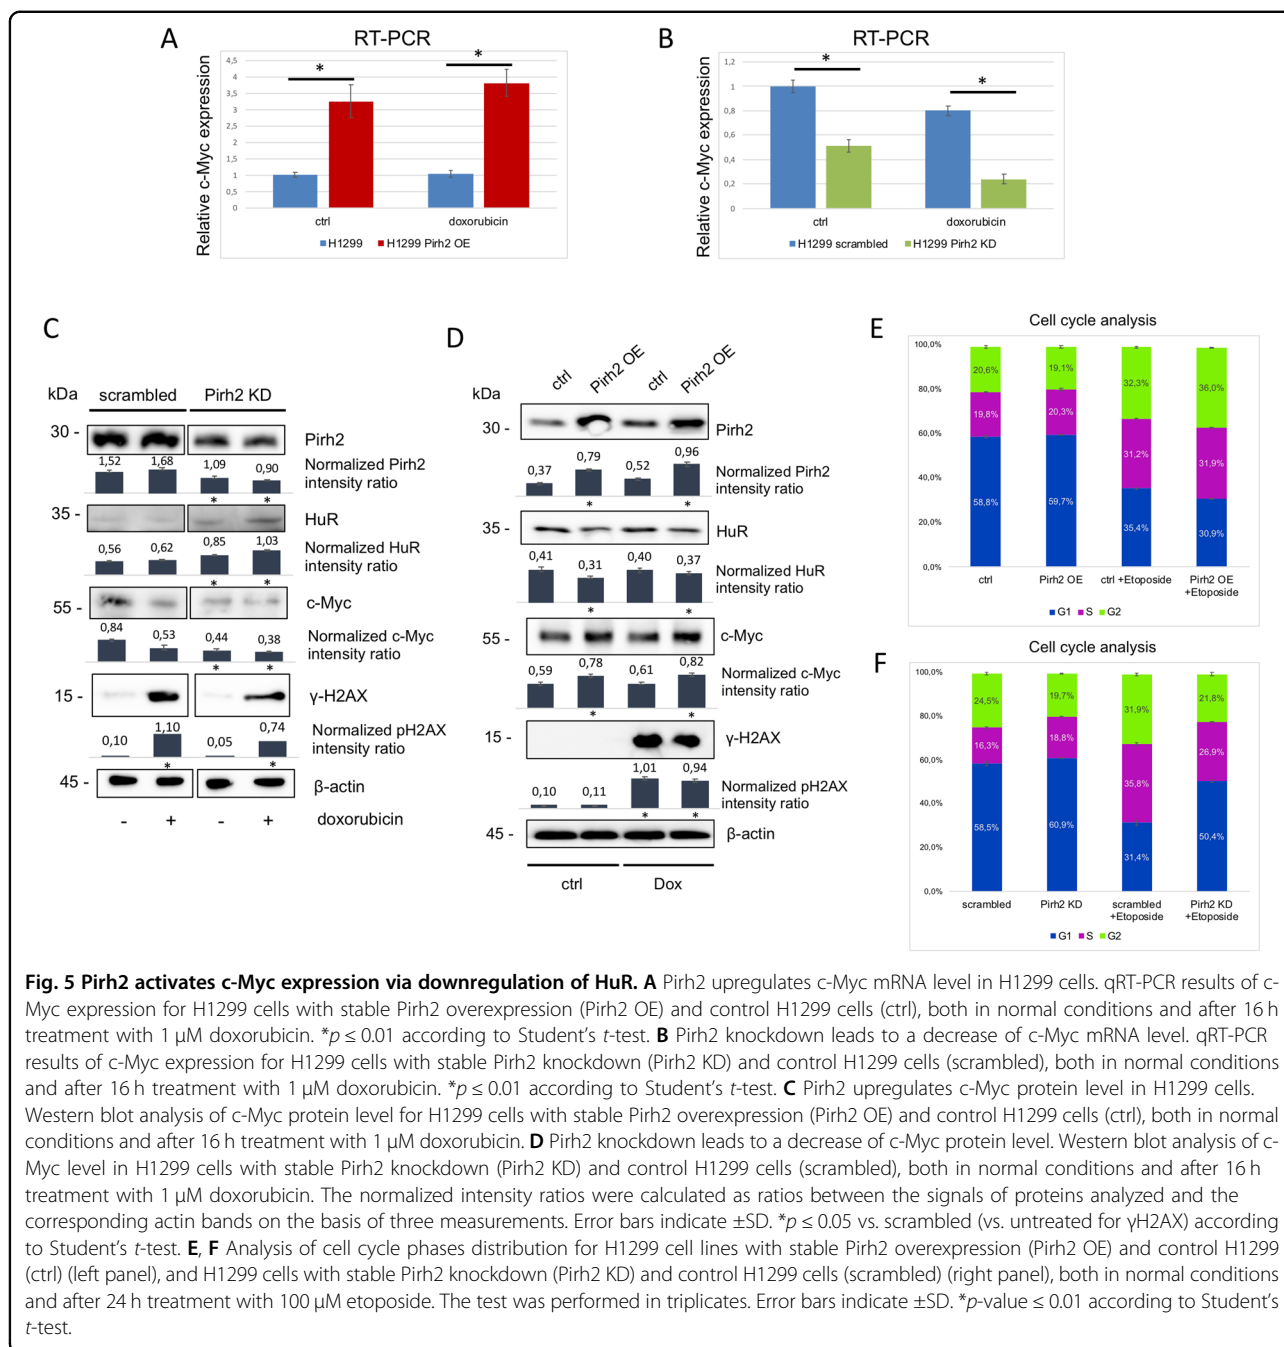 A
RT-PCR
Relative c-Myc expression
4,5
4
3,5
3
2,5
2
1,5
1
0,5
0
*
*
ctrl
doxorubicin
H1299
H1299 Pirh2 OE
B
RT-PCR
Relative c-Myc expression
1,2
1
0,8
0,6
0,4
0,2
0
*
*
ctrl
doxorubicin
H1299 scrambled
H1299 Pirh2 KD
C
kDa
scrambled
Pirh2 KD
30 -
Pirh2
1,52
1,68
1,09
0,90
Normalized Pirh2
intensity ratio
*
*
35 -
HuR
0,56
0,62
0,85
1,03
Normalized HuR
intensity ratio
*
*
55 -
c-Myc
0,84
0,53
0,44
0,38
Normalized c-Myc
intensity ratio
*
*
15 -
γ-H2AX
0,10
1,10
0,05
0,74
Normalized pH2AX
intensity ratio
*
*
45 -
β-actin
-
+
-
+
doxorubicin
D
kDa
ctrl
Pirh2 OE
ctrl
Pirh2 OE
30 -
Pirh2
0,37
0,79
0,52
0,96
Normalized Pirh2
intensity ratio
*
*
35 -
HuR
0,41
0,31
0,40
0,37
Normalized HuR
intensity ratio
*
*
55 -
c-Myc
0,59
0,78
0,61
0,82
Normalized c-Myc
intensity ratio
*
*
15 -
γ-H2AX
0,10
0,11
1,01
0,94
Normalized pH2AX
intensity ratio
*
*
45 -
β-actin
ctrl
Dox
E
Cell cycle analysis
100,0%
80,0%
60,0%
40,0%
20,0%
0,0%
20,6%
19,8%
58,8%
19,1%
20,3%
59,7%
32,3%
31,2%
35,4%
36,0%
31,9%
30,9%
ctrl
Pirh2 OE
ctrl +Etoposide
Pirh2 OE
+Etoposide
G1
S
G2
F
Cell cycle analysis
100,0%
80,0%
60,0%
40,0%
20,0%
0,0%
24,5%
16,3%
58,5%
19,7%
18,8%
60,9%
31,9%
35,8%
31,4%
21,8%
26,9%
50,4%
scrambled
Pirh2 KD
scrambled
+Etoposide
Pirh2 KD
+Etoposide
G1
S
G2
Fig. 5 Pirh2 activates c-Myc expression via downregulation of HuR. A Pirh2 upregulates c-Myc mRNA level in H1299 cells. qRT-PCR results of c-
Myc expression for H1299 cells with stable Pirh2 overexpression (Pirh2 OE) and control H1299 cells (ctrl), both in normal conditions and after 16 h
treatment with 1 μM doxorubicin. *p ≤ 0.01 according to Student's t-test. B Pirh2 knockdown leads to a decrease of c-Myc mRNA level. qRT-PCR
results of c-Myc expression for H1299 cells with stable Pirh2 knockdown (Pirh2 KD) and control H1299 cells (scrambled), both in normal conditions
and after 16 h treatment with 1 μM doxorubicin. *p ≤ 0.01 according to Student's t-test. C Pirh2 upregulates c-Myc protein level in H1299 cells.
Western blot analysis of c-Myc protein level for H1299 cells with stable Pirh2 overexpression (Pirh2 OE) and control H1299 cells (ctrl), both in normal
conditions and after 16 h treatment with 1 μM doxorubicin. D Pirh2 knockdown leads to a decrease of c-Myc protein level. Western blot analysis of c-
Myc level in H1299 cells with stable Pirh2 knockdown (Pirh2 KD) and control H1299 cells (scrambled), both in normal conditions and after 16 h
treatment with 1 μM doxorubicin. The normalized intensity ratios were calculated as ratios between the signals of proteins analyzed and the
corresponding actin bands on the basis of three measurements. Error bars indicate ±SD. *p ≤ 0.05 vs. scrambled (vs. untreated for γH2AX) according
to Student's t-test. E, F Analysis of cell cycle phases distribution for H1299 cell lines with stable Pirh2 overexpression (Pirh2 OE) and control H1299
(ctrl) (left panel), and H1299 cells with stable Pirh2 knockdown (Pirh2 KD) and control H1299 cells (scrambled) (right panel), both in normal conditions
and after 24 h treatment with 100 μM etoposide. The test was performed in triplicates. Error bars indicate ±SD. *p-value ≤ 0.01 according to Student's
t-test.